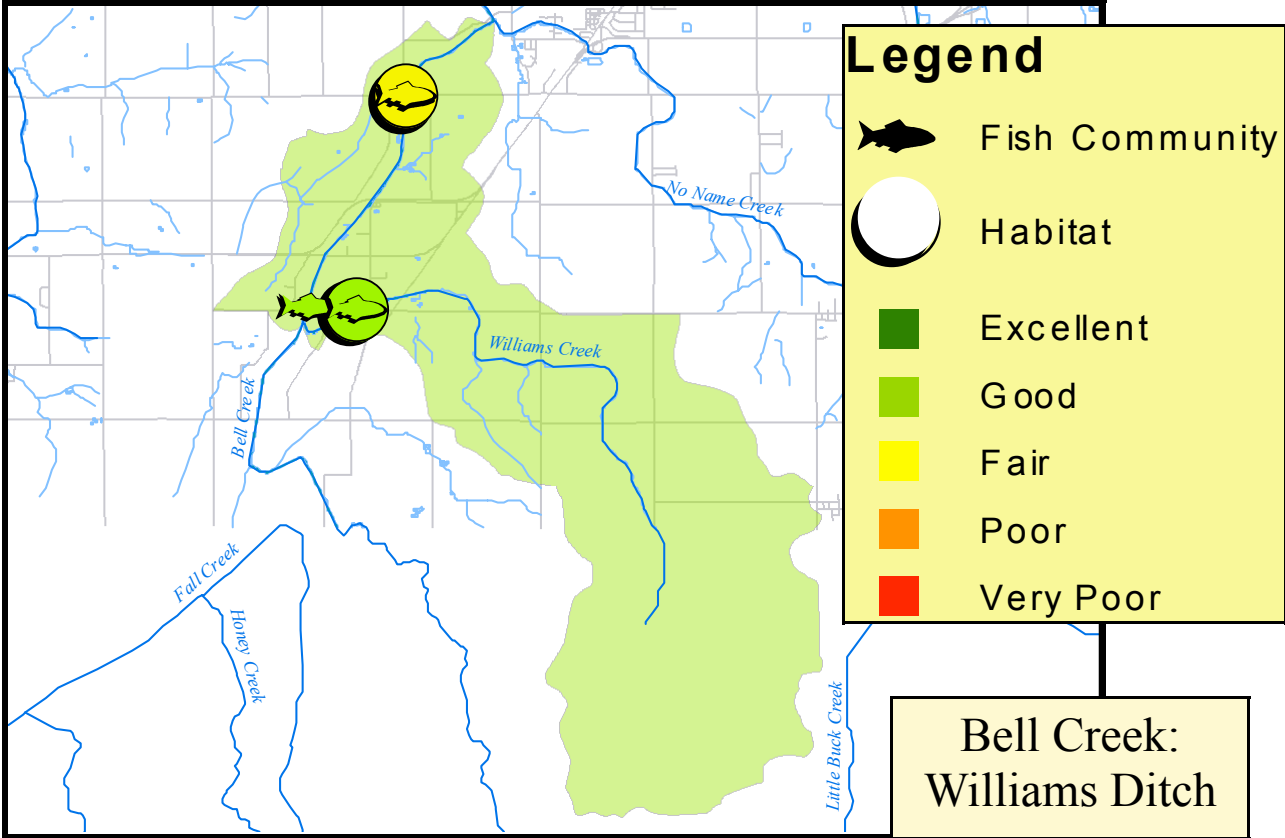 Legend
Fish Community
Habitat
Excellent
Good
Fair
Poor
Very Poor
No Name Creek
Williams Creek
Bell Creek
Fall Creek
Honey Creek
Little Buck Creek
Bell Creek:
Williams Ditch